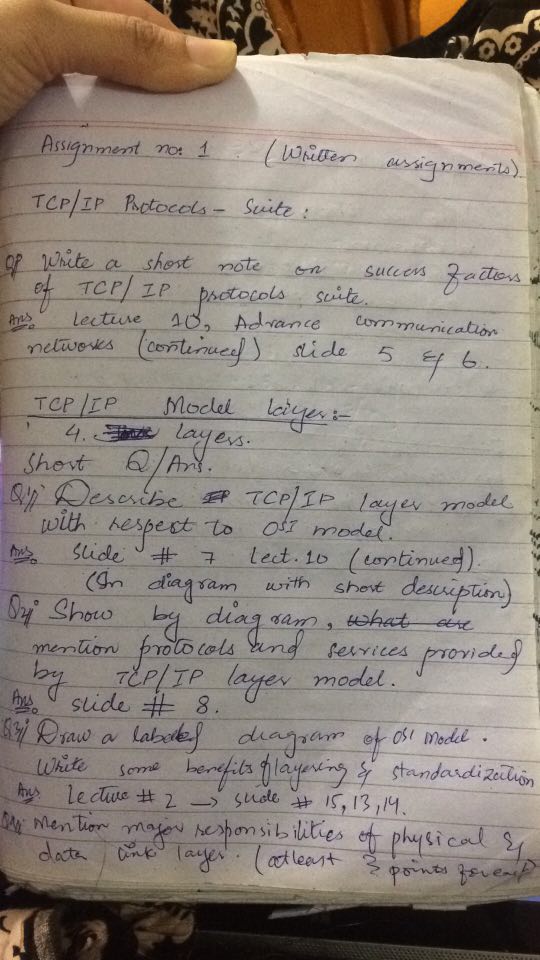 Assignment no: 1 . (Written assignments).
TCP/IP Protocols - Suite :
Q/ Write a short note on success factors
of TCP/IP protocols suite.
Ans. lecture 10, Advance communication
networks (continued) slide 5 & 6.
TCP/IP Model layer:-
4. layers.
Short Q/Ans.
Q1// Describe TCP/IP layer model
with respect to OSI model.
Ans. slide # 7 lect. 10 (continued).
(In diagram with short description)
Q2// Show by diagram, what are
mention protocols and services provided
by TCP/IP layer model.
Ans. slide # 8.
Q3// Draw a labeled diagram of OSI model.
Write some benefits of layering & standardization
Ans lecture # 2 → slide # 15, 13, 14.
Q4// mention major responsibilities of physical &
data link layer. (atleast 3 points for each)